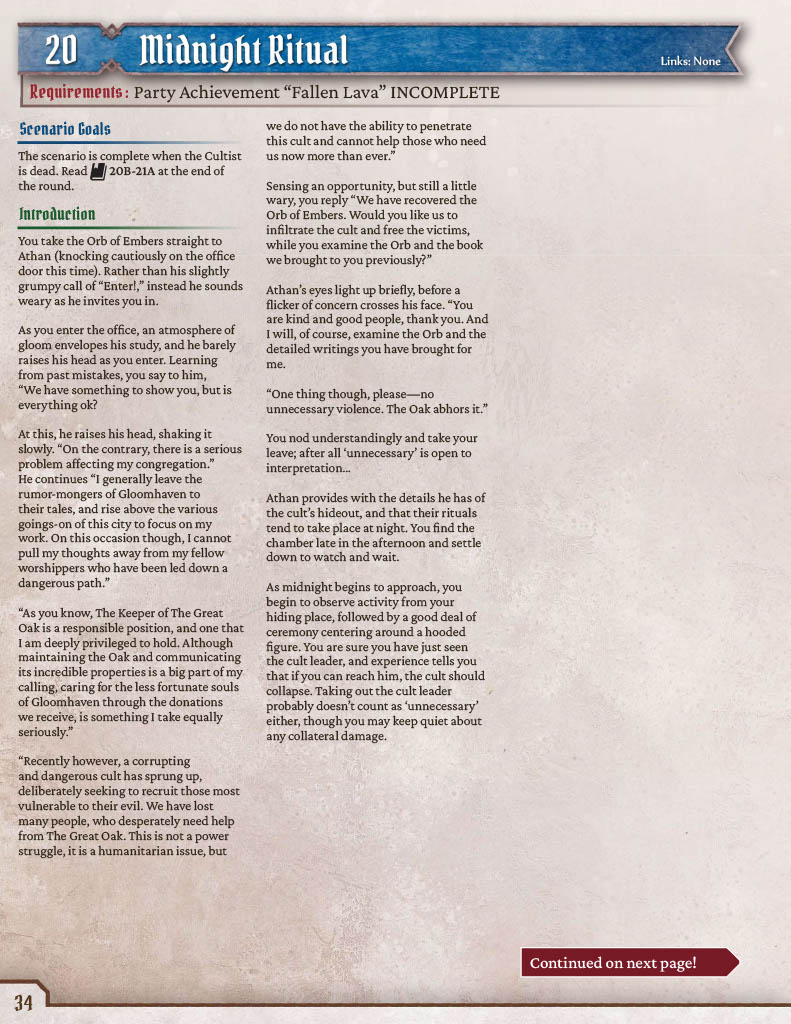 20 Midnight Ritual
Links: None
Requirements: Party Achievement “Fallen Lava” INCOMPLETE
Scenario Goals
The scenario is complete when the Cultist
is dead. Read 20B-21A at the end of
the round.
Introduction
You take the Orb of Embers straight to
Athan (knocking cautiously on the office
door this time). Rather than his slightly
grumpy call of “Enter!,” instead he sounds
weary as he invites you in.
As you enter the office, an atmosphere of
gloom envelopes his study, and he barely
raises his head as you enter. Learning
from past mistakes, you say to him,
“We have something to show you, but is
everything ok?
At this, he raises his head, shaking it
slowly. “On the contrary, there is a serious
problem affecting my congregation.”
He continues “I generally leave the
rumor-mongers of Gloomhaven to
their tales, and rise above the various
goings-on of this city to focus on my
work. On this occasion though, I cannot
pull my thoughts away from my fellow
worshippers who have been led down a
dangerous path.”
“As you know, The Keeper of The Great
Oak is a responsible position, and one that
I am deeply privileged to hold. Although
maintaining the Oak and communicating
its incredible properties is a big part of my
calling, caring for the less fortunate souls
of Gloomhaven through the donations
we receive, is something I take equally
seriously.”
“Recently however, a corrupting
and dangerous cult has sprung up,
deliberately seeking to recruit those most
vulnerable to their evil. We have lost
many people, who desperately need help
from The Great Oak. This is not a power
struggle, it is a humanitarian issue, but
we do not have the ability to penetrate
this cult and cannot help those who need
us now more than ever.”
Sensing an opportunity, but still a little
wary, you reply “We have recovered the
Orb of Embers. Would you like us to
infiltrate the cult and free the victims,
while you examine the Orb and the book
we brought to you previously?”
Athan’s eyes light up briefly, before a
flicker of concern crosses his face. “You
are kind and good people, thank you. And
I will, of course, examine the Orb and the
detailed writings you have brought for
me.
“One thing though, please—no
unnecessary violence. The Oak abhors it.”
You nod understandingly and take your
leave; after all ‘unnecessary’ is open to
interpretation...
Athan provides with the details he has of
the cult’s hideout, and that their rituals
tend to take place at night. You find the
chamber late in the afternoon and settle
down to watch and wait.
As midnight begins to approach, you
begin to observe activity from your
hiding place, followed by a good deal of
ceremony centering around a hooded
figure. You are sure you have just seen
the cult leader, and experience tells you
that if you can reach him, the cult should
collapse. Taking out the cult leader
probably doesn’t count as ‘unnecessary’
either, though you may keep quiet about
any collateral damage.
Continued on next page!
34